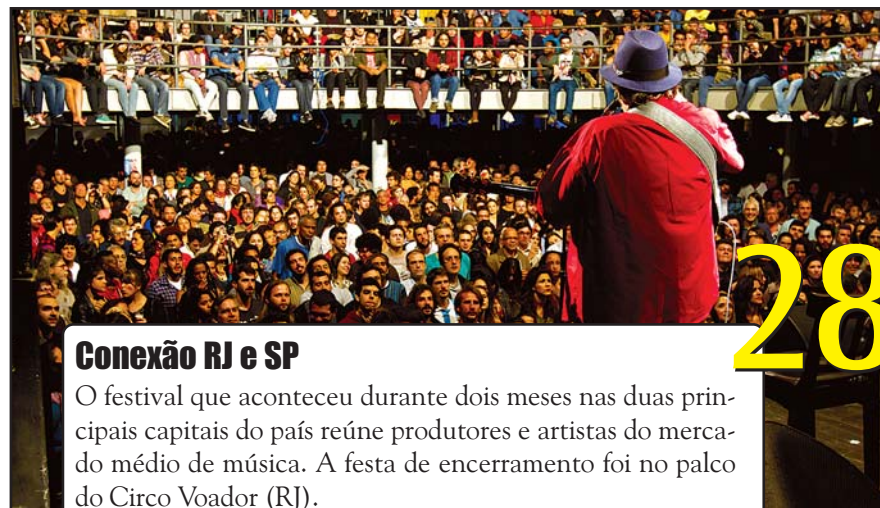 28
Conexão RJ e SP
O festival que aconteceu durante dois meses nas duas prin-
cipais capitais do país reúne produtores e artistas do merca-
do médio de música. A festa de encerramento foi no palco
do Circo Voador (RJ).